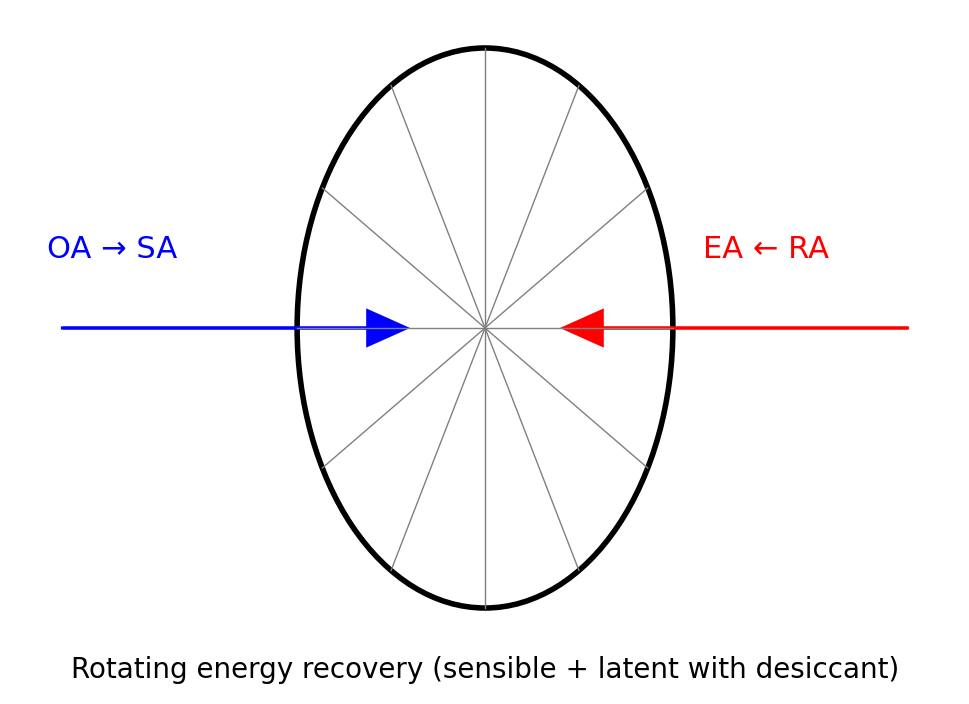 OA → SA
EA ← RA
Rotating energy recovery (sensible + latent with desiccant)